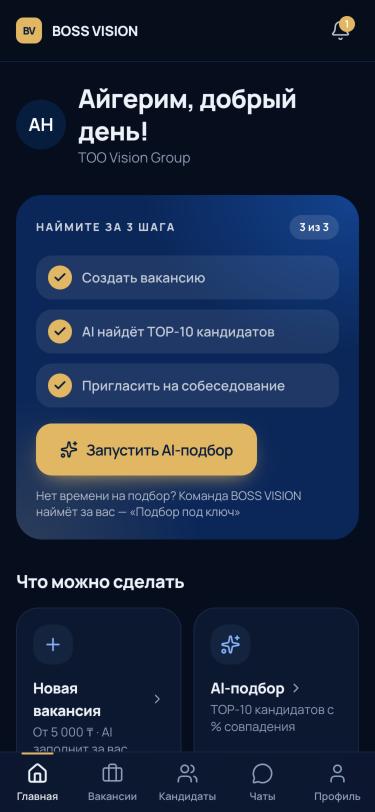 BV BOSS VISION 1
АН
Айгерим, добрый
день!
ТОО Vision Group
НАЙМИТЕ ЗА 3 ШАГА 3 из 3
Создать вакансию
AI найдёт TOP-10 кандидатов
Пригласить на собеседование
Запустить AI-подбор
Нет времени на подбор? Команда BOSS VISION
наймёт за вас — «Подбор под ключ»
Что можно сделать
Новая
вакансия
От 5 000 ₸ · AI
заполнит за вас
AI-подбор
TOP-10 кандидатов с
% совпадения
Главная Вакансии Кандидаты Чаты Профиль